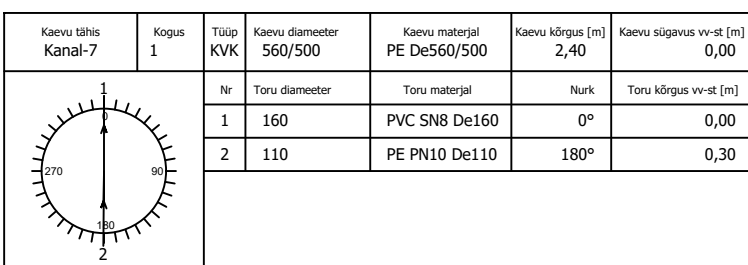 Kaevu tähis Kogus Tüüp Kaevu diameeter Kaevu materjal Kaevu kõrgus [m] Kaevu sügavus vv-st [m]
Kanal-7 1 KVK 560/500 PE De560/500 2,40 0,00
Nr Toru diameeter Toru materjal Nurk Toru kõrgus vv-st [m]
1 160 PVC SN8 De160 0° 0,00
2 110 PE PN10 De110 180° 0,30
1
0
270 90
180
2